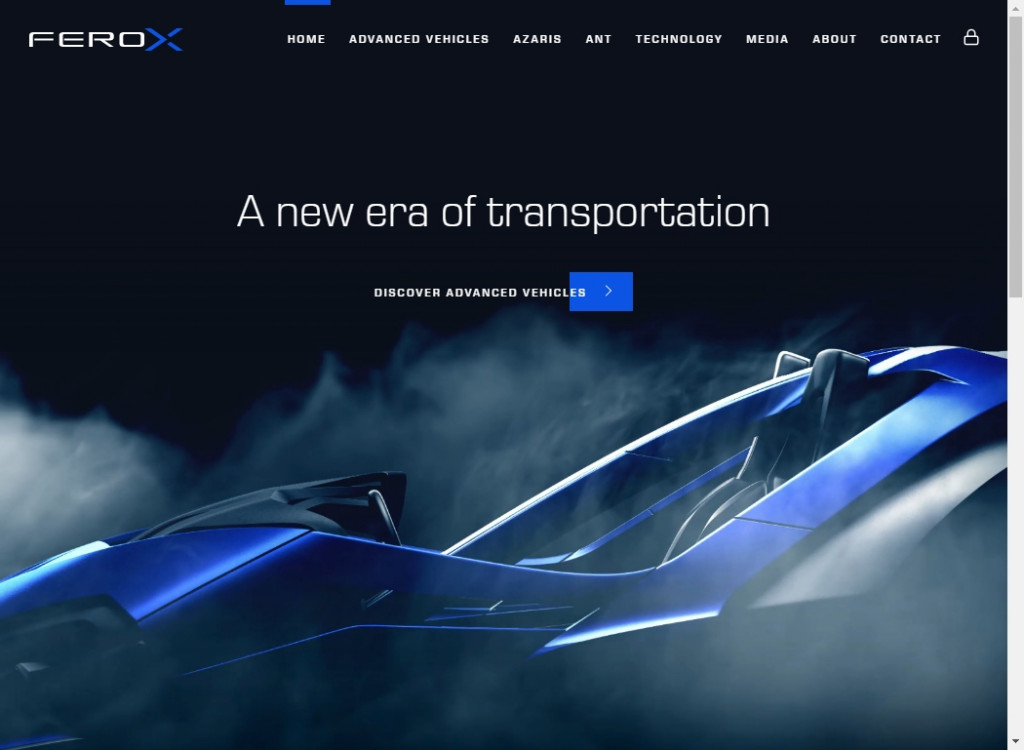 FEROX
HOME ADVANCED VEHICLES AZARIS ANT TECHNOLOGY MEDIA ABOUT CONTACT
A new era of transportation
DISCOVER ADVANCED VEHICLES